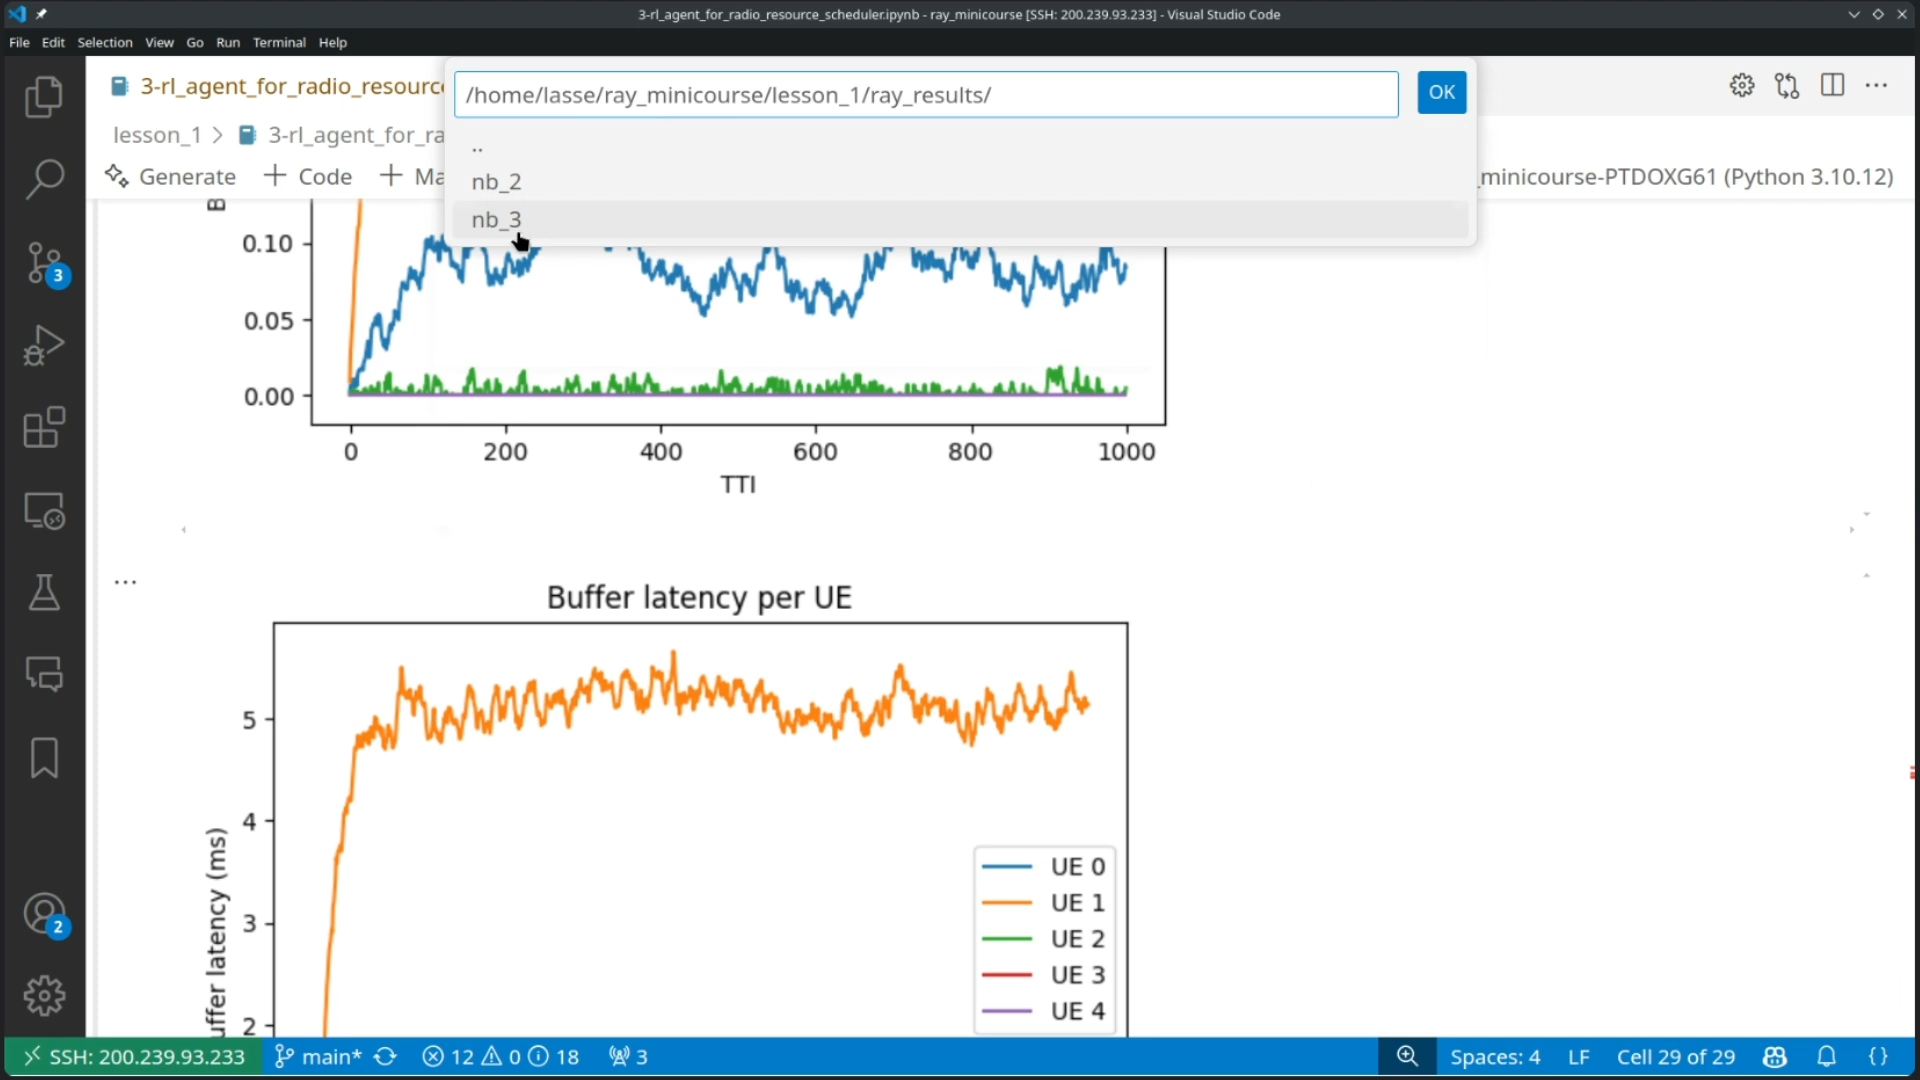 3-rl_agent_for_radio_resource_scheduler.ipynb - ray_minicourse [SSH: 200.239.93.233] - Visual Studio Code
File Edit Selection View Go Run Terminal Help
3-rl_agent_for_radio_resourc
/home/lasse/ray_minicourse/lesson_1/ray_results/
OK
..
lesson_1 > 3-rl_agent_for_ra
nb_2
Generate + Code + Ma
_minicourse-PTDOXG61 (Python 3.10.12)
nb_3
B
0.10
0.05
0.00
0 200 400 600 800 1000
TTI
...
Buffer latency per UE
5
4
3
2
uffer latency (ms)
UE 0
UE 1
UE 2
UE 3
UE 4
3
2
SSH: 200.239.93.233 main* 12 0 18 3 Spaces: 4 LF Cell 29 of 29 {}